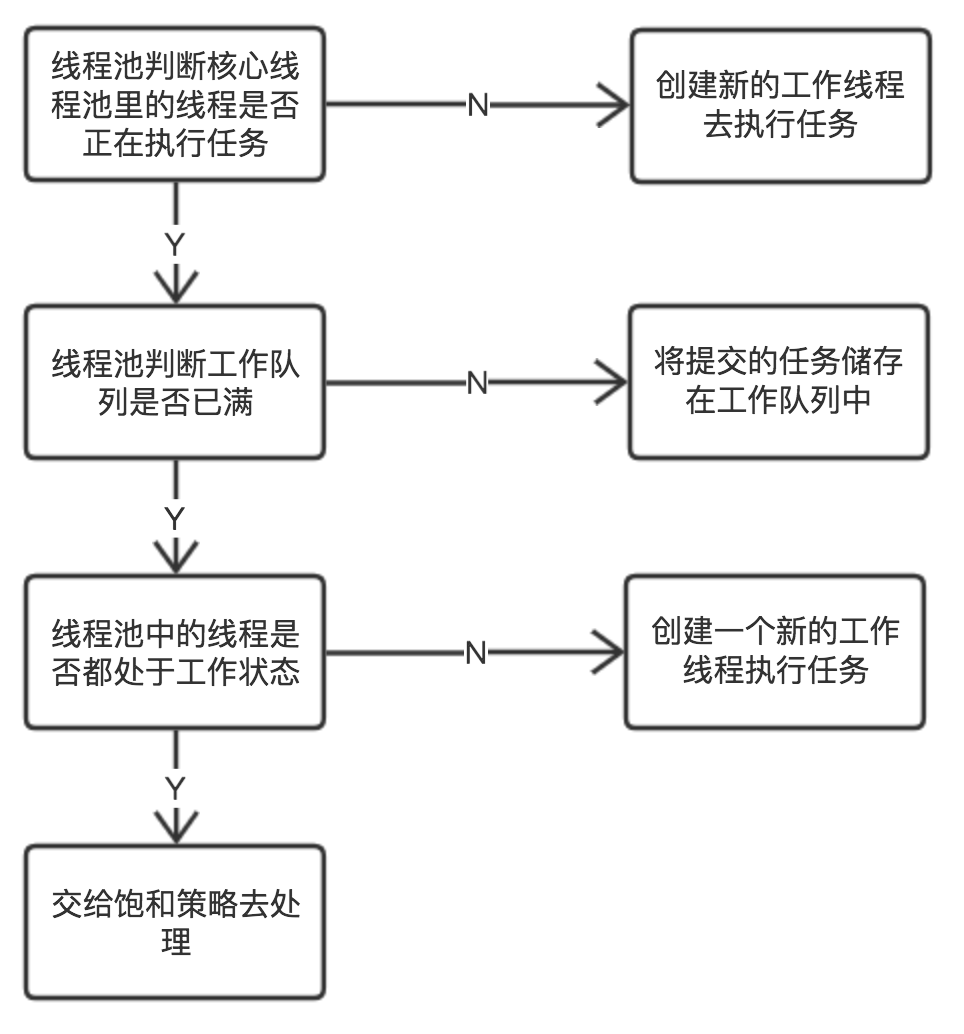 线程池判断核心线
程池里的线程是否
正在执行任务
N
创建新的工作线程
去执行任务
Y
线程池判断工作队
列是否已满
N
将提交的任务储存
在工作队列中
Y
线程池中的线程是
否都处于工作状态
N
创建一个新的工作
线程执行任务
Y
交给饱和策略去处
理